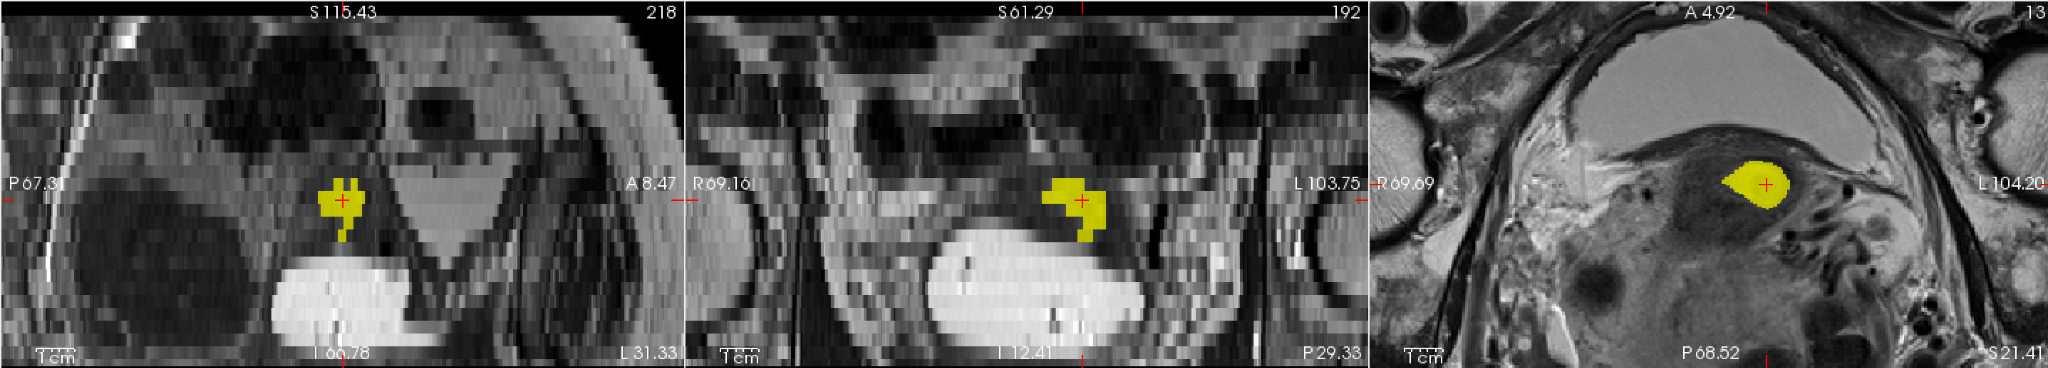 S 115.43 218
P 67.31 A 8.47
1cm I 66.78 L 31.33
S 61.29 192
R 69.16 L 103.75
1cm I 12.41 P 29.33
A 4.92 13
R 69.69 L 104.20
1cm P 68.52 S 21.41